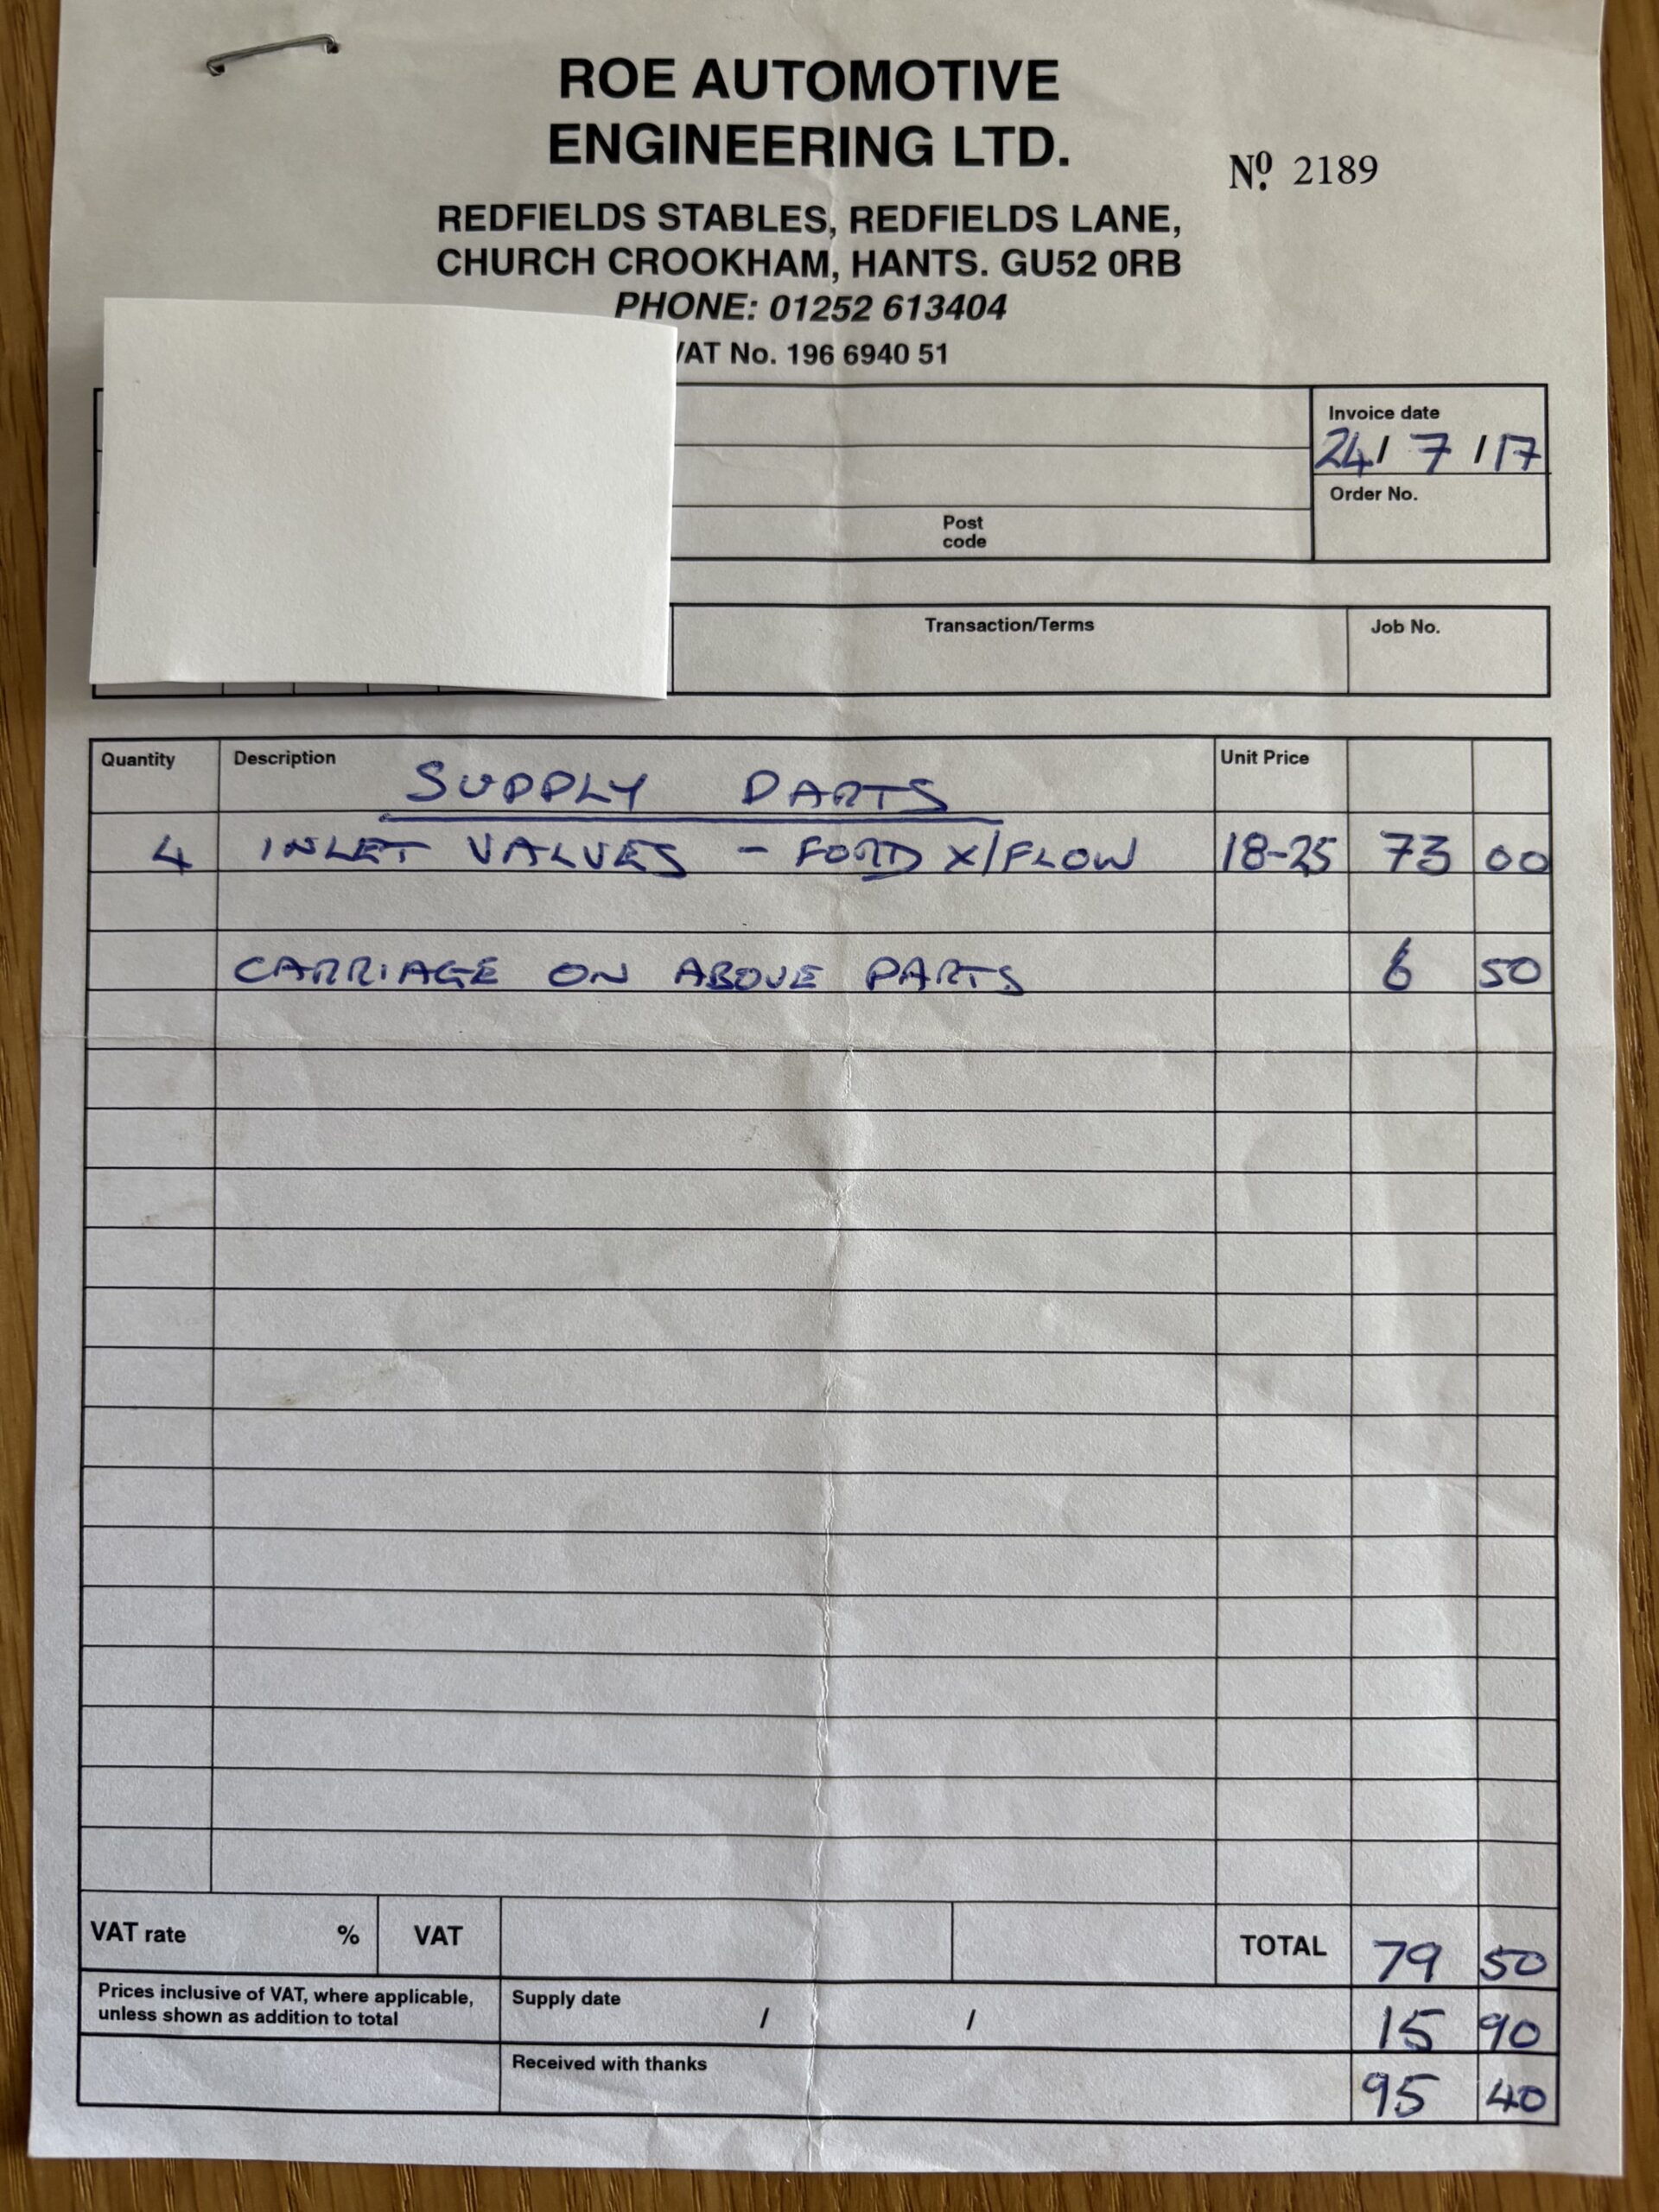 ROE AUTOMOTIVE
ENGINEERING LTD.
Nº 2189
REDFIELDS STABLES, REDFIELDS LANE,
CHURCH CROOKHAM, HANTS. GU52 0RB
PHONE: 01252 613404
VAT No. 196 6940 51
Invoice date
24/ 7 /17
Order No.
Post
code
Transaction/Terms Job No.
Quantity Description Unit Price
SUPPLY PARTS
4 INLET VALVES - FORD X/FLOW 18-25 73 00
CARRIAGE ON ABOVE PARTS 6 50
VAT rate % VAT TOTAL 79 50
Prices inclusive of VAT, where applicable,
unless shown as addition to total
Supply date / / 15 90
Received with thanks 95 40